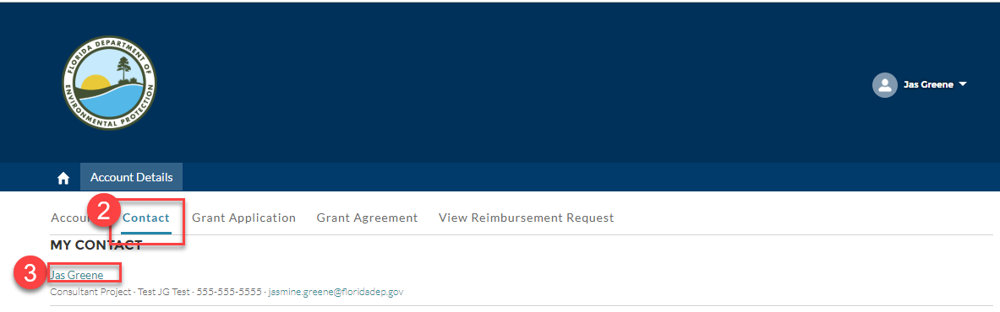 FLORIDA DEPARTMENT OF
ENVIRONMENTAL PROTECTION
Jas Greene
Account Details
Accou
2
Contact
Grant Application
Grant Agreement
View Reimbursement Request
MY CONTACT
3
Jas Greene
Consultant Project · Test JG Test · 555-555-5555 · jasmine.greene@floridadep.gov